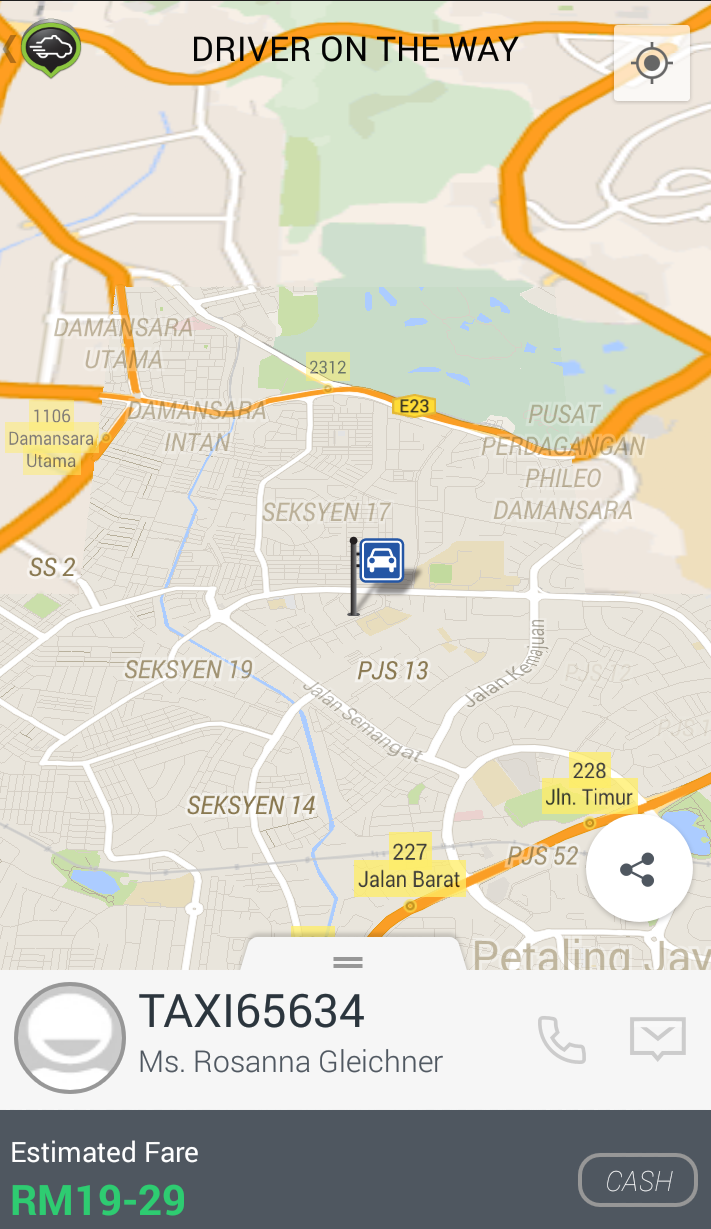 DRIVER ON THE WAY
DAMANSARA
UTAMA
2312
E23
1106
Damansara
Utama
DAMANSARA
INTAN
PUSAT
PERDAGANGAN
PHILEO
DAMANSARA
SEKSYEN 17
SS 2
SEKSYEN 19
PJS 13
Jalan Kemajuan
Jalan Semangat
SEKSYEN 14
228
Jln. Timur
227
Jalan Barat
PJS 52
Petaling Jay
TAXI65634
Ms. Rosanna Gleichner
Estimated Fare
RM19-29
CASH